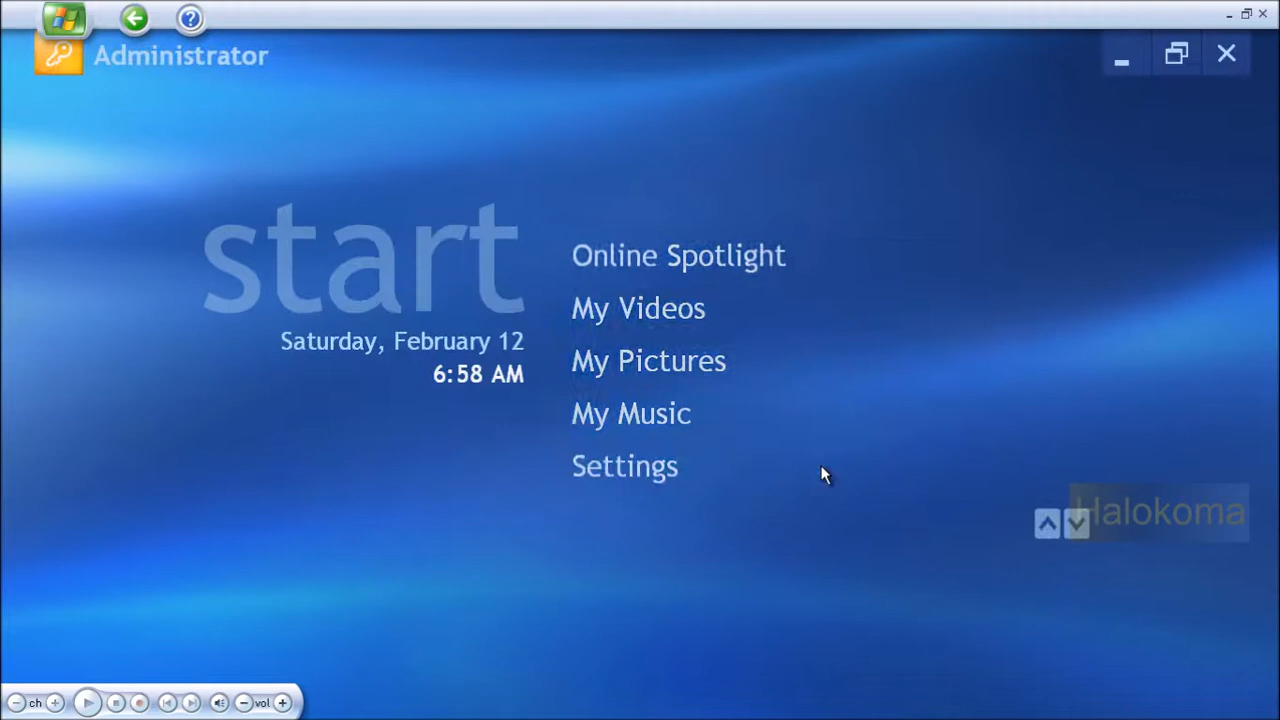 Administrator
start
Saturday, February 12
6:58 AM
Online Spotlight
My Videos
My Pictures
My Music
Settings
Halokoma
ch
vol